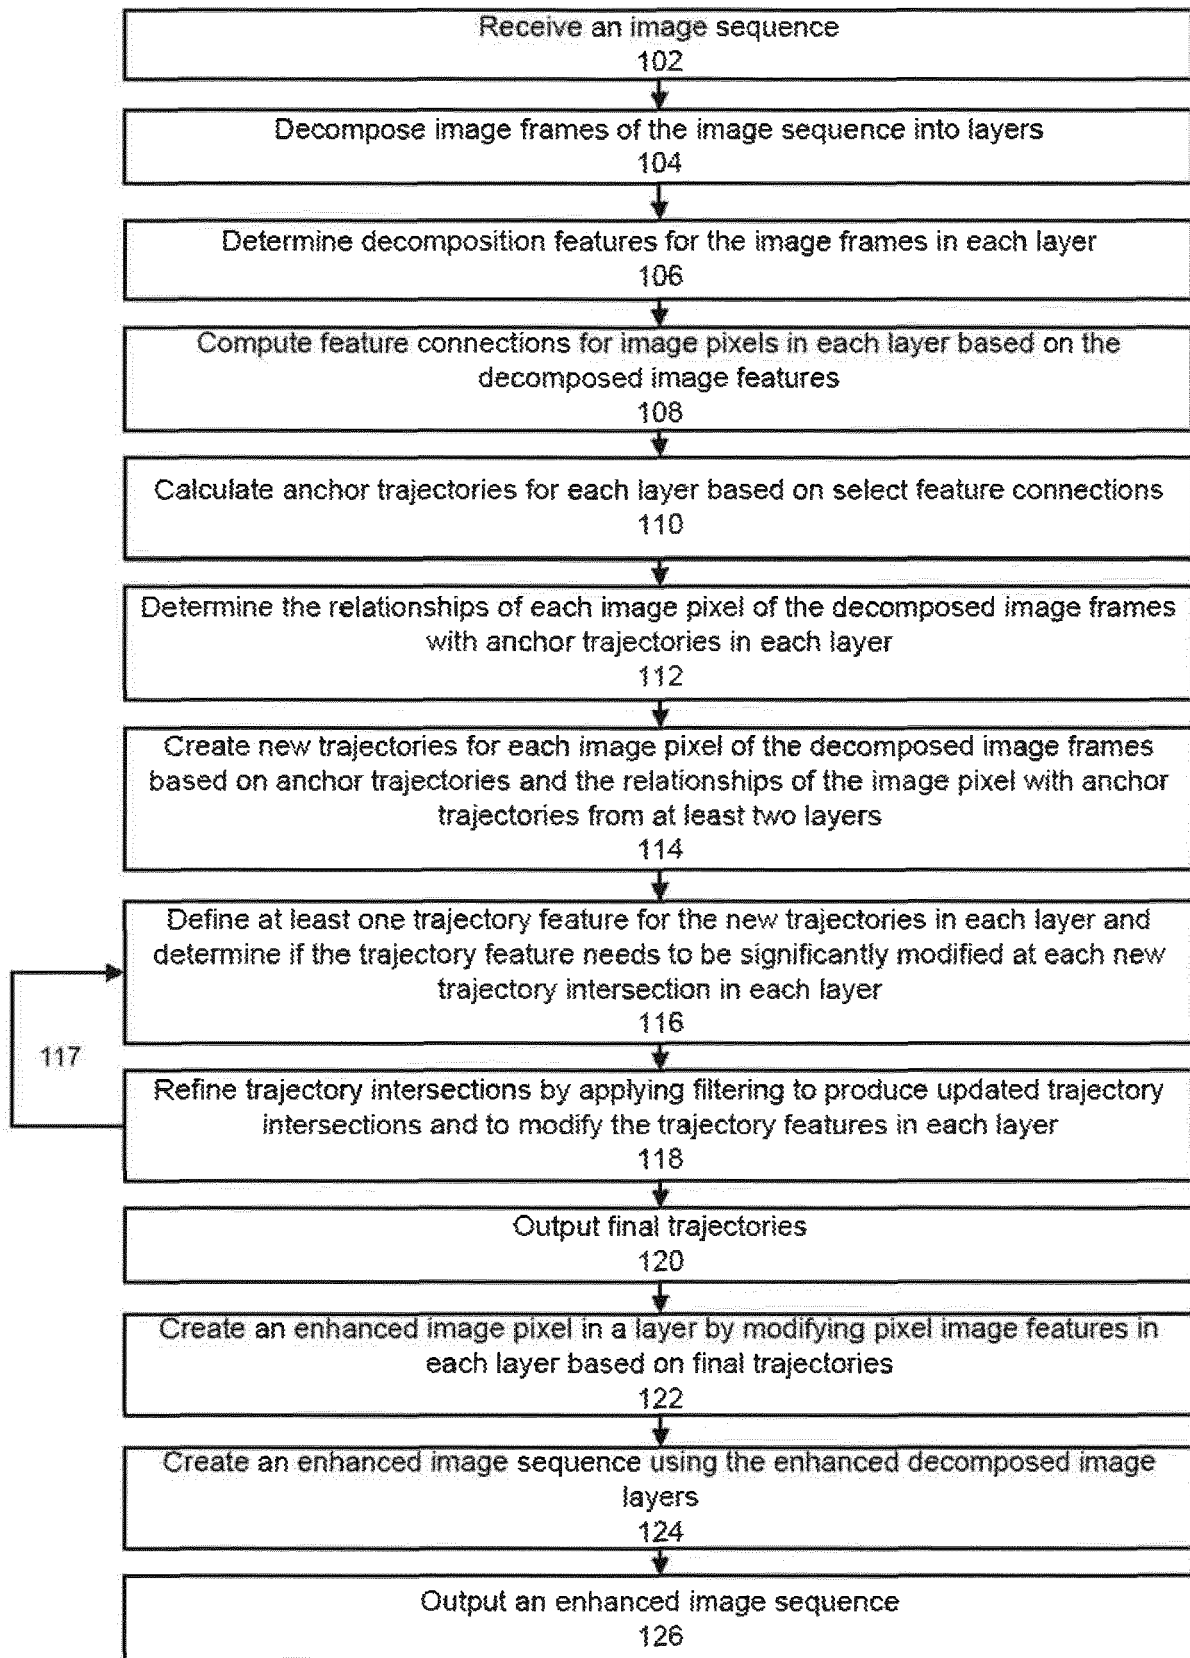 Receive an image sequence
102
Decompose image frames of the image sequence into layers
104
Determine decomposition features for the image frames in each layer
106
Compute feature connections for image pixels in each layer based on the
decomposed image features
108
Calculate anchor trajectories for each layer based on select feature connections
110
Determine the relationships of each image pixel of the decomposed image frames
with anchor trajectories in each layer
112
Create new trajectories for each image pixel of the decomposed image frames
based on anchor trajectories and the relationships of the image pixel with anchor
trajectories from at least two layers
114
Define at least one trajectory feature for the new trajectories in each layer and
determine if the trajectory feature needs to be significantly modified at each new
trajectory intersection in each layer
116
117
Refine trajectory intersections by applying filtering to produce updated trajectory
intersections and to modify the trajectory features in each layer
118
Output final trajectories
120
Create an enhanced image pixel in a layer by modifying pixel image features in
each layer based on final trajectories
122
Create an enhanced image sequence using the enhanced decomposed image
layers
124
Output an enhanced image sequence
126